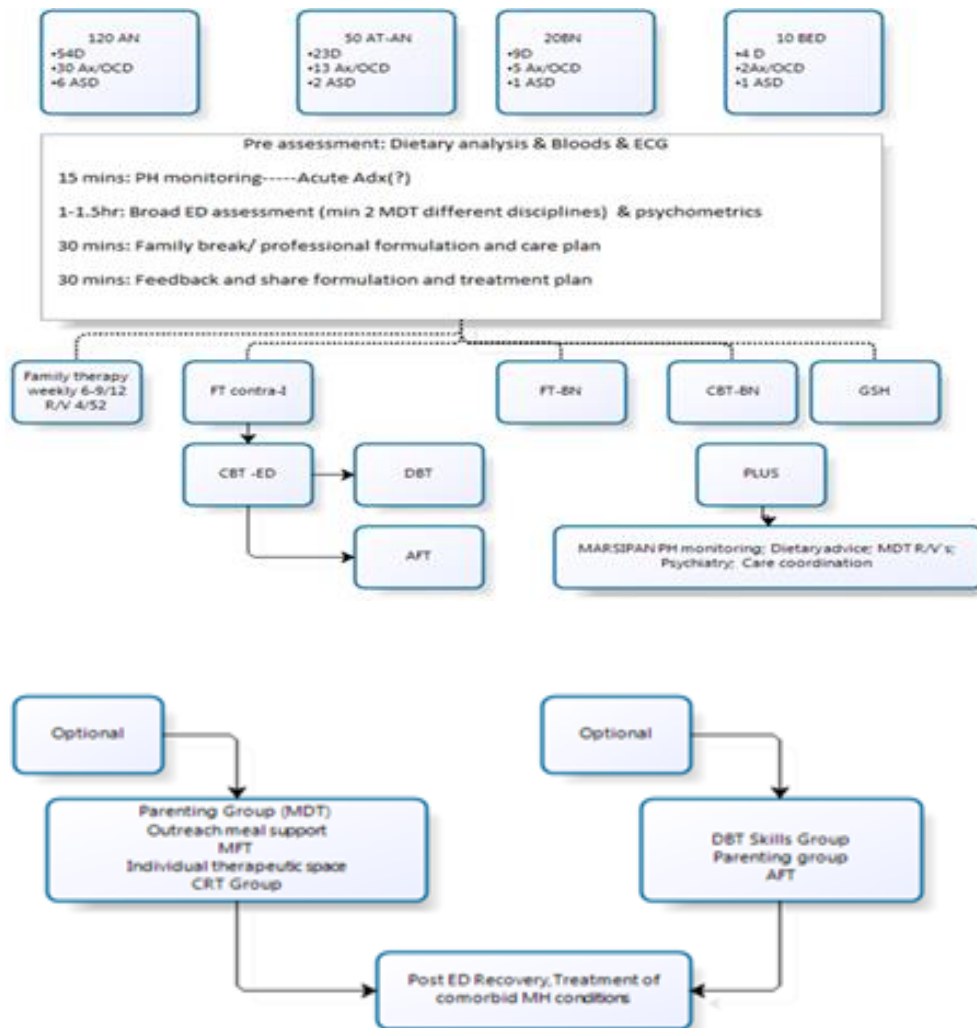 120 AN
•54D
•30 Ax/OCD
•6 ASD
50 AT-AN
•23D
•13 Ax/OCD
•2 ASD
20BN
•9D
•5 Ax/OCD
•1 ASD
10 BED
•4 D
•2Ax/OCD
•1 ASD
Pre assessment: Dietary analysis & Bloods & ECG
15 mins: PH monitoring-----Acute Adx(?)
1-1.5hr: Broad ED assessment (min 2 MDT different disciplines) & psychometrics
30 mins: Family break/ professional formulation and care plan
30 mins: Feedback and share formulation and treatment plan
Family therapy
weekly 6-9/12
R/V 4/52
FT contra-I
FT-BN
CBT-BN
GSH
CBT -ED
DBT
PLUS
AFT
MARSIPAN PH monitoring; Dietary advice; MDT R/V's;
Psychiatry; Care coordination
Optional
Optional
Parenting Group (MDT)
Outreach meal support
MFT
Individual therapeutic space
CRT Group
DBT Skills Group
Parenting group
AFT
Post ED Recovery, Treatment of
comorbid MH conditions